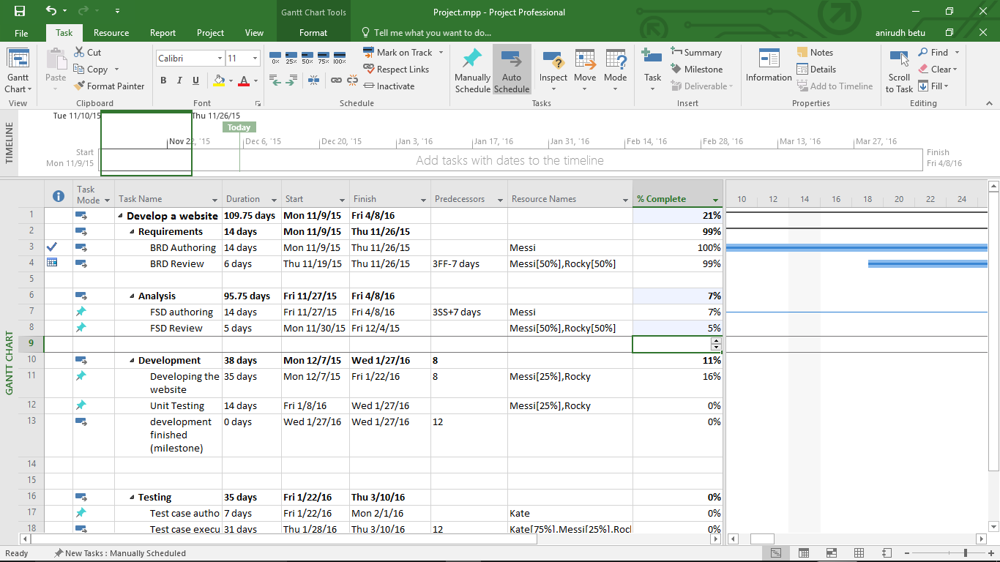 Gantt Chart Tools
Project.mpp - Project Professional
File Task Resource Report Project View Format Tell me what you want to do... anirudh betu
Gantt Chart
View
Paste
Cut
Copy
Format Painter
Clipboard
Calibri 11
B I U A
Font
0% 25% 50% 75% 100%
Mark on Track
Respect Links
Inactivate
Schedule
Manually Schedule
Auto Schedule
Inspect
Move
Mode
Tasks
Task
Summary
Milestone
Deliverable
Insert
Information
Notes
Details
Add to Timeline
Properties
Scroll to Task
Find
Clear
Fill
Editing
TIMELINE
Tue 11/10/15 Thu 11/26/15
Today
Nov 22, '15 Dec 6, '15 Dec 20, '15 Jan 3, '16 Jan 17, '16 Jan 31, '16 Feb 14, '16 Feb 28, '16 Mar 13, '16 Mar 27, '16
Start
Mon 11/9/15
Add tasks with dates to the timeline
Finish
Fri 4/8/16
GANTT CHART
Task Mode Task Name Duration Start Finish Predecessors Resource Names % Complete 10 12 14 16 18 20 22 24
1 Develop a website 109.75 days Mon 11/9/15 Fri 4/8/16 21%
2 Requirements 14 days Mon 11/9/15 Thu 11/26/15 99%
3 BRD Authoring 14 days Mon 11/9/15 Thu 11/26/15 Messi 100%
4 BRD Review 6 days Thu 11/19/15 Thu 11/26/15 3FF-7 days Messi[50%],Rocky[50%] 99%
5
6 Analysis 95.75 days Fri 11/27/15 Fri 4/8/16 7%
7 FSD authoring 14 days Fri 11/27/15 Fri 4/8/16 3SS+7 days Messi 7%
8 FSD Review 5 days Mon 11/30/15 Fri 12/4/15 Messi[50%],Rocky[50%] 5%
9
10 Development 38 days Mon 12/7/15 Wed 1/27/16 8 11%
11 Developing the website 35 days Mon 12/7/15 Fri 1/22/16 8 Messi[25%],Rocky 16%
12 Unit Testing 14 days Fri 1/8/16 Wed 1/27/16 Messi[25%],Rocky 0%
13 development finished (milestone) 0 days Wed 1/27/16 Wed 1/27/16 12 0%
14
15
16 Testing 35 days Fri 1/22/16 Thu 3/10/16 0%
17 Test case autho 7 days Fri 1/22/16 Mon 2/1/16 Kate 0%
18 Test case execu 31 days Thu 1/28/16 Thu 3/10/16 12 Kate[75%],Messi[25%],Rocl 0%
Ready New Tasks : Manually Scheduled